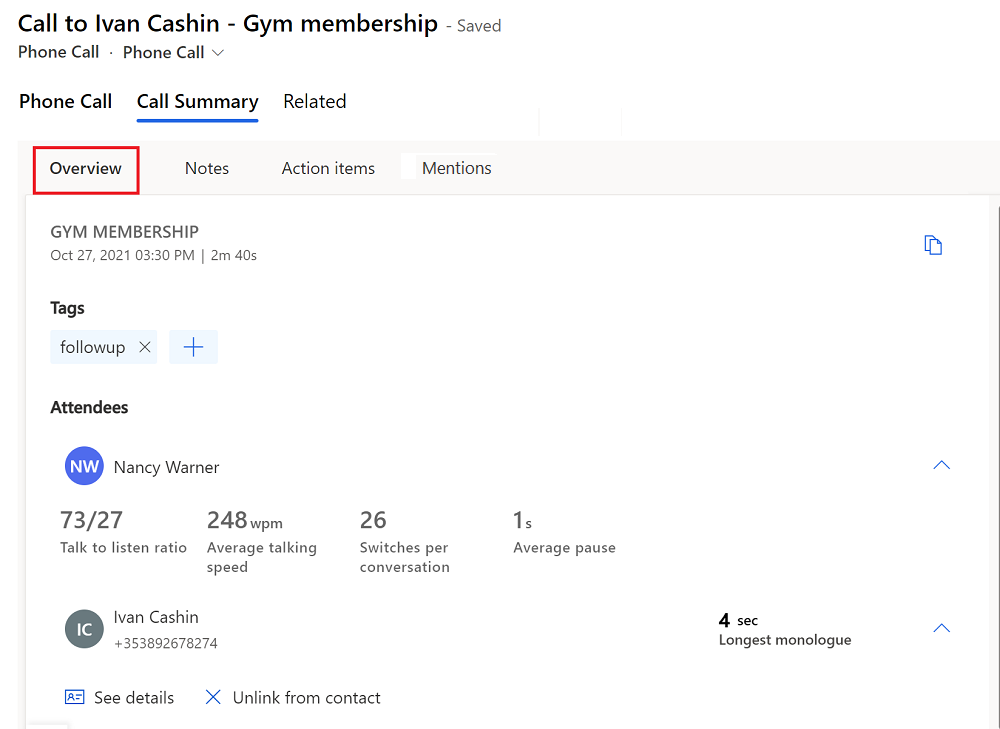 Call to Ivan Cashin - Gym membership - Saved
Phone Call · Phone Call
Phone Call Call Summary Related
Overview Notes Action items Mentions
GYM MEMBERSHIP
Oct 27, 2021 03:30 PM | 2m 40s
Tags
followup
Attendees
NW Nancy Warner
73/27 248 wpm 26 1 s
Talk to listen ratio Average talking Switches per Average pause
speed conversation
Ivan Cashin 4 sec
IC
+353892678274 Longest monologue
See details Unlink from contact